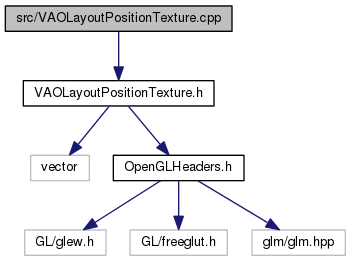 src/VAOLayoutPositionTexture.cpp
VAOLayoutPositionTexture.h
vector
OpenGLHeaders.h
GL/glew.h
GL/freeglut.h
glm/glm.hpp